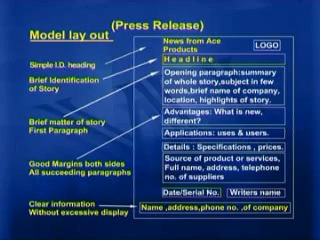 (Press Release)
Model lay out
News from Ace
Products
LOGO
Simple I.D. heading
Headline
Brief Identification
of Story
Opening paragraph:summary
of whole story,subject in few
words,brief name of company,
location, highlights of story.
Advantages: What is new,
different?
Brief matter of story
First Paragraph
Applications: uses & users.
Details : Specifications , prices.
Good Margins both sides
All succeeding paragraphs
Source of product or services,
Full name, address, telephone
no. of suppliers
Date/Serial No.
Writers name
Clear information
Without excessive display
Name ,address,phone no. ,of company